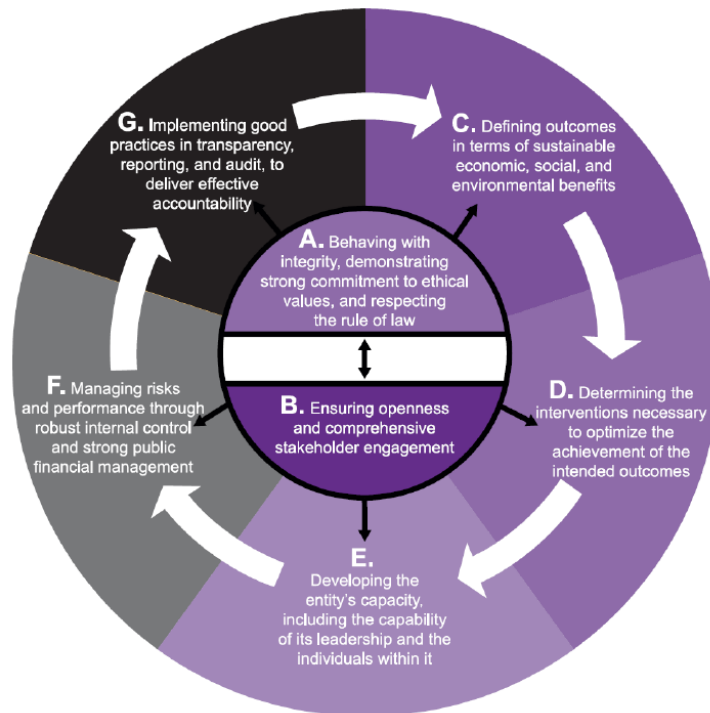 A. Behaving with
integrity, demonstrating
strong commitment to ethical
values, and respecting
the rule of law
B. Ensuring openness
and comprehensive
stakeholder engagement
C. Defining outcomes
in terms of sustainable
economic, social, and
environmental benefits
D. Determining the
interventions necessary
to optimize the
achievement of the
intended outcomes
E.
Developing the
entity's capacity,
including the capability
of its leadership and the
individuals within it
F. Managing risks
and performance through
robust internal control
and strong public
financial management
G. Implementing good
practices in transparency,
reporting, and audit, to
deliver effective
accountability